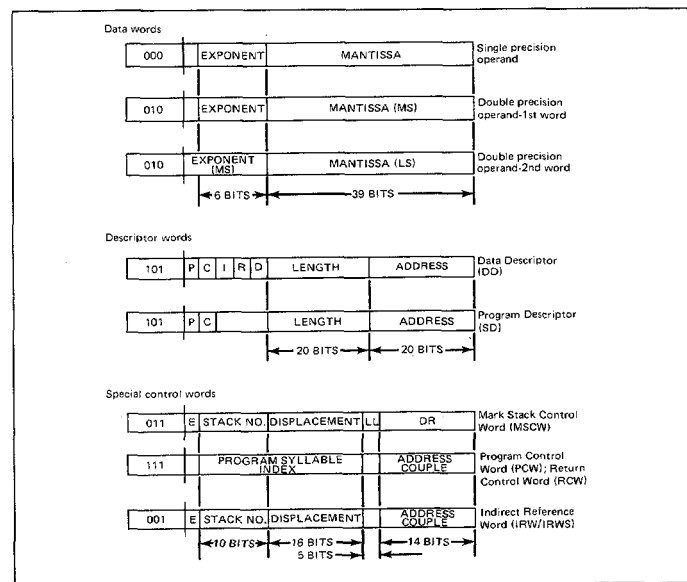 Data words
000 EXPONENT MANTISSA Single precision
operand
010 EXPONENT MANTISSA (MS) Double precision
operand-1st word
010 EXPONENT
(MS) MANTISSA (LS) Double precision
operand-2nd word
6 BITS 39 BITS
Descriptor words
101 P C I R D LENGTH ADDRESS Data Descriptor
(DD)
101 P C LENGTH ADDRESS Program Descriptor
(SD)
20 BITS 20 BITS
Special control words
011 E STACK NO. DISPLACEMENT LL DR Mark Stack Control
Word (MSCW)
111 PROGRAM SYLLABLE
INDEX ADDRESS
COUPLE Program Control
Word (PCW); Return
Control Word (RCW)
001 E STACK NO. DISPLACEMENT ADDRESS
COUPLE Indirect Reference
Word (IRW/IRWS)
10 BITS 16 BITS 14 BITS
5 BITS